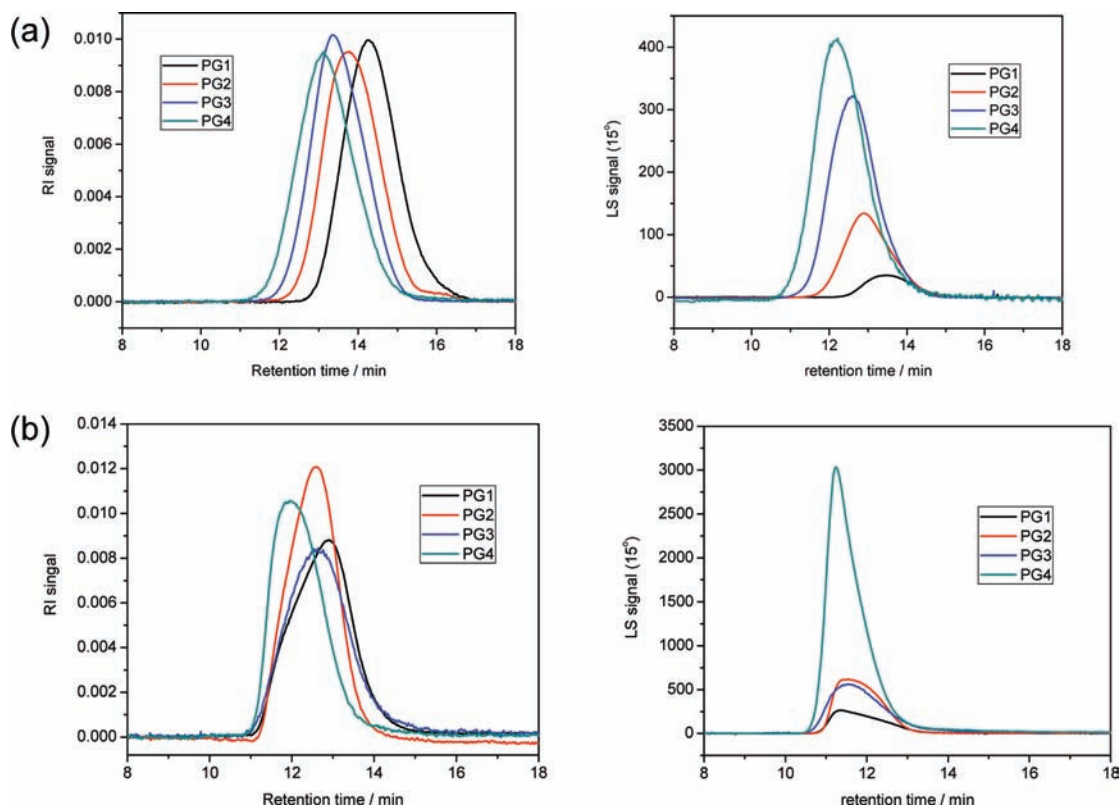 (a)
0.010
0.008
0.006
0.004
0.002
0.000
RI signal
PG1
PG2
PG3
PG4
8 10 12 14 16 18
Retention time / min
400
300
200
100
0
LS signal (15°)
PG1
PG2
PG3
PG4
8 10 12 14 16 18
retention time / min
(b)
0.014
0.012
0.010
0.008
0.006
0.004
0.002
0.000
RI singal
PG1
PG2
PG3
PG4
8 10 12 14 16 18
Retention time / min
3500
3000
2500
2000
1500
1000
500
0
LS signal (15°)
PG1
PG2
PG3
PG4
8 10 12 14 16 18
retention time / min